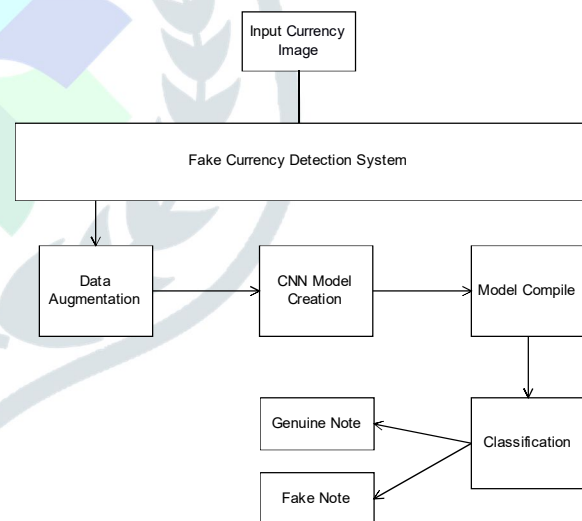 Input Currency
Image
Fake Currency Detection System
Data
Augmentation
CNN Model
Creation
Model Compile
Genuine Note
Classification
Fake Note